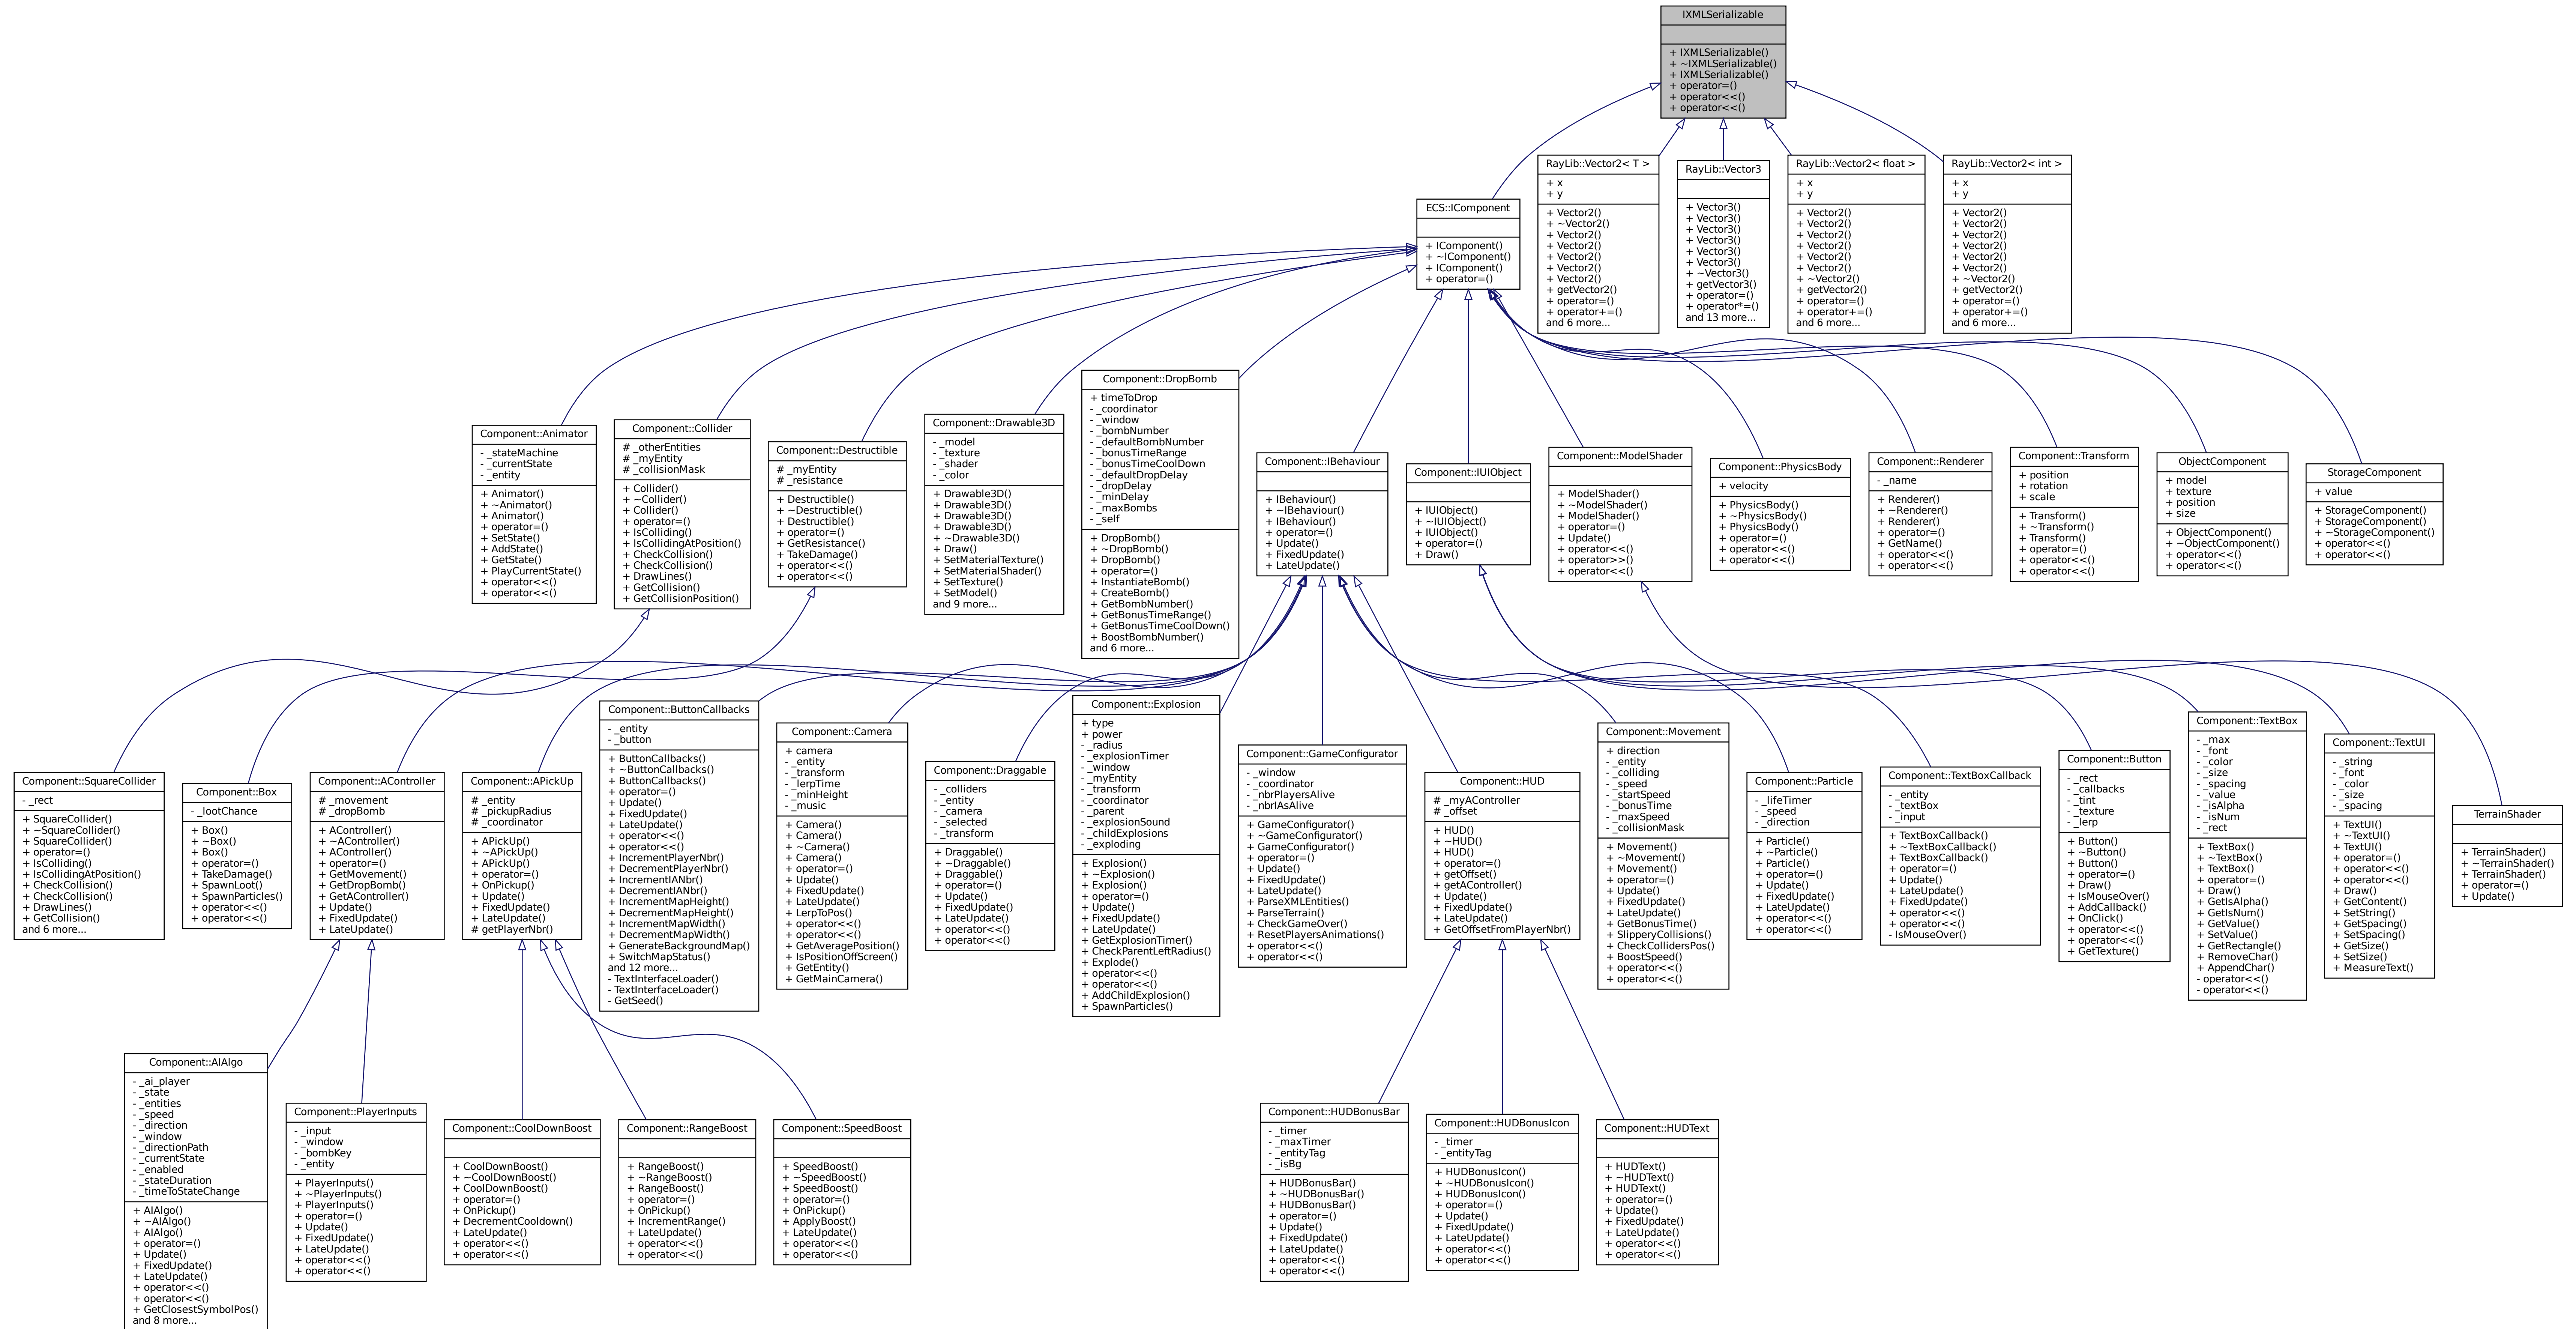 IXMLSerializable
+ IXMLSerializable()
+ ~IXMLSerializable()
+ IXMLSerializable()
+ operator=()
+ operator<<()
+ operator<<()
RayLib::Vector2< T >
+ x
+ y
+ Vector2()
+ ~Vector2()
+ Vector2()
+ Vector2()
+ Vector2()
+ Vector2()
+ Vector2()
+ getVector2()
+ operator=()
+ operator+=()
and 6 more...
RayLib::Vector3
+ Vector3()
+ Vector3()
+ Vector3()
+ Vector3()
+ Vector3()
+ Vector3()
+ ~Vector3()
+ getVector3()
+ operator=()
+ operator*=()
and 13 more...
RayLib::Vector2< float >
+ x
+ y
+ Vector2()
+ Vector2()
+ Vector2()
+ Vector2()
+ Vector2()
+ Vector2()
+ ~Vector2()
+ getVector2()
+ operator=()
+ operator+=()
and 6 more...
RayLib::Vector2< int >
+ x
+ y
+ Vector2()
+ Vector2()
+ Vector2()
+ Vector2()
+ Vector2()
+ Vector2()
+ ~Vector2()
+ getVector2()
+ operator=()
+ operator+=()
and 6 more...
ECS::IComponent
+ IComponent()
+ ~IComponent()
+ IComponent()
+ operator=()
Component::Animator
- _stateMachine
- _currentState
- _entity
+ Animator()
+ ~Animator()
+ Animator()
+ operator=()
+ SetState()
+ AddState()
+ GetState()
+ PlayCurrentState()
+ operator<<()
+ operator<<()
Component::Collider
# _otherEntities
# _myEntity
# _collisionMask
+ Collider()
+ ~Collider()
+ Collider()
+ operator=()
+ IsColliding()
+ IsCollidingAtPosition()
+ CheckCollision()
+ CheckCollision()
+ DrawLines()
+ GetCollision()
+ GetCollisionPosition()
Component::Destructible
# _myEntity
# _resistance
+ Destructible()
+ ~Destructible()
+ Destructible()
+ operator=()
+ GetResistance()
+ TakeDamage()
+ operator<<()
+ operator<<()
Component::Drawable3D
- _model
- _texture
- _shader
- _color
+ Drawable3D()
+ Drawable3D()
+ Drawable3D()
+ Drawable3D()
+ ~Drawable3D()
+ Draw()
+ SetMaterialTexture()
+ SetMaterialShader()
+ SetTexture()
+ SetModel()
and 9 more...
Component::DropBomb
+ timeToDrop
- _coordinator
- _window
- _bombNumber
- _defaultBombNumber
- _bonusTimeRange
- _bonusTimeCoolDown
- _defaultDropDelay
- _dropDelay
- _minDelay
- _maxBombs
- _self
+ DropBomb()
+ ~DropBomb()
+ DropBomb()
+ operator=()
+ InstantiateBomb()
+ CreateBomb()
+ GetBombNumber()
+ GetBonusTimeRange()
+ GetBonusTimeCoolDown()
+ BoostBombNumber()
and 6 more...
Component::IBehaviour
+ IBehaviour()
+ ~IBehaviour()
+ IBehaviour()
+ operator=()
+ Update()
+ FixedUpdate()
+ LateUpdate()
Component::IUIObject
+ IUIObject()
+ ~IUIObject()
+ IUIObject()
+ operator=()
+ Draw()
Component::ModelShader
+ ModelShader()
+ ~ModelShader()
+ ModelShader()
+ operator=()
+ Update()
+ operator<<()
+ operator>>()
+ operator<<()
Component::PhysicsBody
+ velocity
+ PhysicsBody()
+ ~PhysicsBody()
+ PhysicsBody()
+ operator=()
+ operator<<()
+ operator<<()
Component::Renderer
- _name
+ Renderer()
+ ~Renderer()
+ Renderer()
+ operator=()
+ GetName()
+ operator<<()
+ operator<<()
Component::Transform
+ position
+ rotation
+ scale
+ Transform()
+ ~Transform()
+ Transform()
+ operator=()
+ operator<<()
+ operator<<()
ObjectComponent
+ model
+ texture
+ position
+ size
+ ObjectComponent()
+ ~ObjectComponent()
+ operator<<()
+ operator<<()
StorageComponent
+ value
+ StorageComponent()
+ StorageComponent()
+ ~StorageComponent()
+ operator<<()
+ operator<<()
Component::SquareCollider
- _rect
+ SquareCollider()
+ ~SquareCollider()
+ SquareCollider()
+ operator=()
+ IsColliding()
+ IsCollidingAtPosition()
+ CheckCollision()
+ CheckCollision()
+ DrawLines()
+ GetCollision()
and 6 more...
Component::Box
- _lootChance
+ Box()
+ ~Box()
+ Box()
+ operator=()
+ TakeDamage()
+ SpawnLoot()
+ SpawnParticles()
+ operator<<()
+ operator<<()
Component::AController
# _movement
# _dropBomb
+ AController()
+ ~AController()
+ AController()
+ operator=()
+ GetMovement()
+ GetDropBomb()
+ GetAController()
+ Update()
+ FixedUpdate()
+ LateUpdate()
Component::APickUp
# _entity
# _pickupRadius
# _coordinator
+ APickUp()
+ ~APickUp()
+ APickUp()
+ operator=()
+ OnPickup()
+ Update()
+ FixedUpdate()
+ LateUpdate()
# getPlayerNbr()
Component::ButtonCallbacks
- _entity
- _button
+ ButtonCallbacks()
+ ~ButtonCallbacks()
+ ButtonCallbacks()
+ operator=()
+ Update()
+ FixedUpdate()
+ LateUpdate()
+ operator<<()
+ operator<<()
+ IncrementPlayerNbr()
+ DecrementPlayerNbr()
+ IncrementIANbr()
+ DecrementIANbr()
+ IncrementMapHeight()
+ DecrementMapHeight()
+ IncrementMapWidth()
+ DecrementMapWidth()
+ GenerateBackgroundMap()
+ SwitchMapStatus()
and 12 more...
- TextInterfaceLoader()
- TextInterfaceLoader()
- GetSeed()
Component::Camera
+ camera
- _entity
- _transform
- _lerpTime
- _minHeight
- _music
+ Camera()
+ Camera()
+ ~Camera()
+ Camera()
+ operator=()
+ Update()
+ FixedUpdate()
+ LateUpdate()
+ LerpToPos()
+ operator<<()
+ operator<<()
+ GetAveragePosition()
+ IsPositionOffScreen()
+ GetEntity()
+ GetMainCamera()
Component::Draggable
- _colliders
- _entity
- _camera
- _selected
- _transform
+ Draggable()
+ ~Draggable()
+ Draggable()
+ operator=()
+ Update()
+ FixedUpdate()
+ LateUpdate()
+ operator<<()
+ operator<<()
Component::Explosion
+ type
+ power
- _radius
- _explosionTimer
- _window
- _myEntity
- _transform
- _coordinator
- _parent
- _explosionSound
- _childExplosions
- _exploding
+ Explosion()
+ ~Explosion()
+ Explosion()
+ operator=()
+ Update()
+ FixedUpdate()
+ LateUpdate()
+ GetExplosionTimer()
+ CheckParentLeftRadius()
+ Explode()
+ operator<<()
+ operator<<()
+ AddChildExplosion()
+ SpawnParticles()
Component::GameConfigurator
- _window
- _coordinator
- _nbrPlayersAlive
- _nbrIAsAlive
+ GameConfigurator()
+ ~GameConfigurator()
+ GameConfigurator()
+ operator=()
+ Update()
+ FixedUpdate()
+ LateUpdate()
+ ParseXMLEntities()
+ ParseTerrain()
+ CheckGameOver()
+ ResetPlayersAnimations()
+ operator<<()
+ operator<<()
Component::HUD
# _myAController
# _offset
+ HUD()
+ ~HUD()
+ HUD()
+ operator=()
+ getOffset()
+ getAController()
+ Update()
+ FixedUpdate()
+ LateUpdate()
+ GetOffsetFromPlayerNbr()
Component::Movement
+ direction
- _entity
- _colliding
- _speed
- _startSpeed
- _bonusTime
- _maxSpeed
- _collisionMask
+ Movement()
+ ~Movement()
+ Movement()
+ operator=()
+ Update()
+ FixedUpdate()
+ LateUpdate()
+ GetBonusTime()
+ SlipperyCollisions()
+ CheckCollidersPos()
+ BoostSpeed()
+ operator<<()
+ operator<<()
Component::Particle
- _lifeTimer
- _speed
- _direction
+ Particle()
+ ~Particle()
+ Particle()
+ operator=()
+ Update()
+ FixedUpdate()
+ LateUpdate()
+ operator<<()
+ operator<<()
Component::TextBoxCallback
- _entity
- _textBox
- _input
+ TextBoxCallback()
+ ~TextBoxCallback()
+ TextBoxCallback()
+ operator=()
+ Update()
+ LateUpdate()
+ FixedUpdate()
+ operator<<()
+ operator<<()
- IsMouseOver()
Component::Button
- _rect
- _callbacks
- _tint
- _texture
- _lerp
+ Button()
+ ~Button()
+ Button()
+ operator=()
+ Draw()
+ IsMouseOver()
+ AddCallback()
+ OnClick()
+ operator<<()
+ operator<<()
+ GetTexture()
Component::TextBox
- _max
- _font
- _color
- _size
- _spacing
- _value
- _isAlpha
- _isNum
- _rect
+ TextBox()
+ ~TextBox()
+ TextBox()
+ operator=()
+ Draw()
+ GetIsAlpha()
+ GetIsNum()
+ GetValue()
+ SetValue()
+ GetRectangle()
+ RemoveChar()
+ AppendChar()
- operator<<()
- operator<<()
Component::TextUI
- _string
- _font
- _color
- _size
- _spacing
+ TextUI()
+ ~TextUI()
+ TextUI()
+ operator=()
+ operator<<()
+ operator<<()
+ Draw()
+ GetContent()
+ SetString()
+ GetSpacing()
+ SetSpacing()
+ GetSize()
+ SetSize()
+ MeasureText()
TerrainShader
+ TerrainShader()
+ ~TerrainShader()
+ TerrainShader()
+ operator=()
+ Update()
Component::AIAlgo
- _ai_player
- _state
- _entities
- _speed
- _direction
- _window
- _directionPath
- _currentState
- _enabled
- _stateDuration
- _timeToStateChange
+ AIAlgo()
+ ~AIAlgo()
+ AIAlgo()
+ operator=()
+ Update()
+ FixedUpdate()
+ LateUpdate()
+ operator<<()
+ operator<<()
+ GetClosestSymbolPos()
and 8 more...
Component::PlayerInputs
- _input
- _window
- _bombKey
- _entity
+ PlayerInputs()
+ ~PlayerInputs()
+ PlayerInputs()
+ operator=()
+ Update()
+ FixedUpdate()
+ LateUpdate()
+ operator<<()
+ operator<<()
Component::CoolDownBoost
+ CoolDownBoost()
+ ~CoolDownBoost()
+ CoolDownBoost()
+ operator=()
+ OnPickup()
+ DecrementCooldown()
+ LateUpdate()
+ operator<<()
+ operator<<()
Component::RangeBoost
+ RangeBoost()
+ ~RangeBoost()
+ RangeBoost()
+ operator=()
+ OnPickup()
+ IncrementRange()
+ LateUpdate()
+ operator<<()
+ operator<<()
Component::SpeedBoost
+ SpeedBoost()
+ ~SpeedBoost()
+ SpeedBoost()
+ operator=()
+ OnPickup()
+ ApplyBoost()
+ LateUpdate()
+ operator<<()
+ operator<<()
Component::HUDBonusBar
- _timer
- _maxTimer
- _entityTag
- _isBg
+ HUDBonusBar()
+ ~HUDBonusBar()
+ HUDBonusBar()
+ operator=()
+ Update()
+ FixedUpdate()
+ LateUpdate()
+ operator<<()
+ operator<<()
Component::HUDBonusIcon
- _timer
- _entityTag
+ HUDBonusIcon()
+ ~HUDBonusIcon()
+ HUDBonusIcon()
+ operator=()
+ Update()
+ FixedUpdate()
+ LateUpdate()
+ operator<<()
+ operator<<()
Component::HUDText
+ HUDText()
+ ~HUDText()
+ HUDText()
+ operator=()
+ Update()
+ FixedUpdate()
+ LateUpdate()
+ operator<<()
+ operator<<()